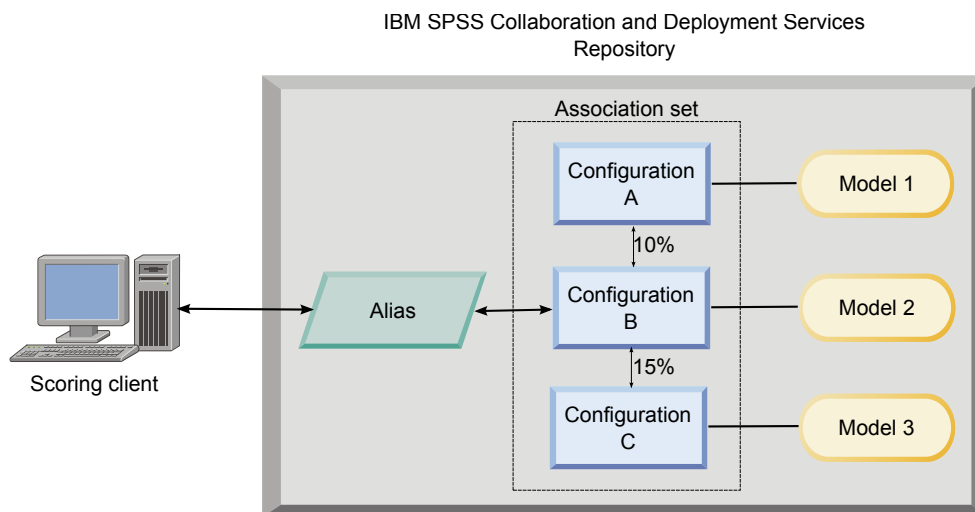 IBM SPSS Collaboration and Deployment Services
Repository
Association set
Configuration
A
Model 1
10%
Scoring client
Alias
Configuration
B
Model 2
15%
Configuration
C
Model 3